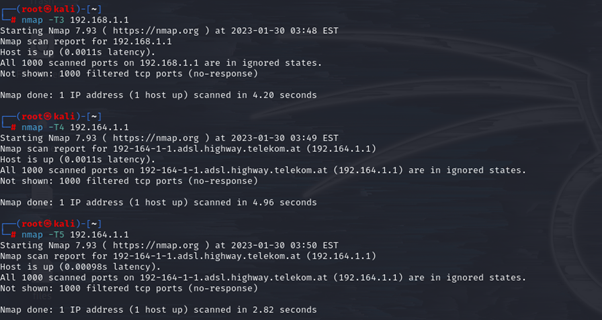 ┌──(root㉿kali)-[~]
└─# nmap -T3 192.168.1.1
Starting Nmap 7.93 ( https://nmap.org ) at 2023-01-30 03:48 EST
Nmap scan report for 192.168.1.1
Host is up (0.0011s latency).
All 1000 scanned ports on 192.168.1.1 are in ignored states.
Not shown: 1000 filtered tcp ports (no-response)
Nmap done: 1 IP address (1 host up) scanned in 4.20 seconds
┌──(root㉿kali)-[~]
└─# nmap -T4 192.164.1.1
Starting Nmap 7.93 ( https://nmap.org ) at 2023-01-30 03:49 EST
Nmap scan report for 192-164-1-1.adsl.highway.telekom.at (192.164.1.1)
Host is up (0.0011s latency).
All 1000 scanned ports on 192-164-1-1.adsl.highway.telekom.at (192.164.1.1) are in ignored states.
Not shown: 1000 filtered tcp ports (no-response)
Nmap done: 1 IP address (1 host up) scanned in 4.96 seconds
┌──(root㉿kali)-[~]
└─# nmap -T5 192.164.1.1
Starting Nmap 7.93 ( https://nmap.org ) at 2023-01-30 03:50 EST
Nmap scan report for 192-164-1-1.adsl.highway.telekom.at (192.164.1.1)
Host is up (0.00098s latency).
All 1000 scanned ports on 192-164-1-1.adsl.highway.telekom.at (192.164.1.1) are in ignored states.
Not shown: 1000 filtered tcp ports (no-response)
Nmap done: 1 IP address (1 host up) scanned in 2.82 seconds